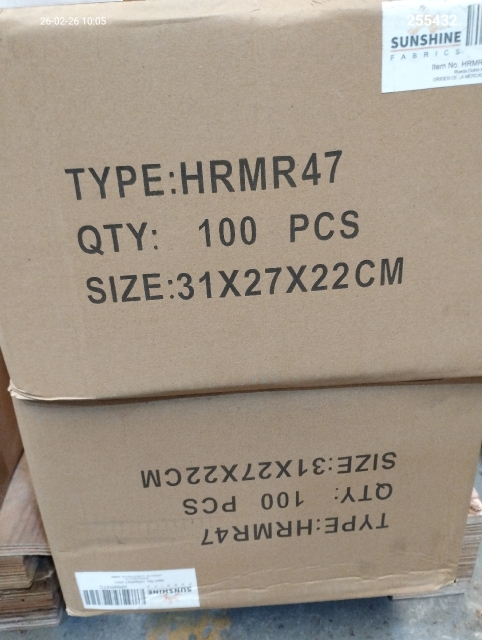 26-02-26 10:05
255432
SUNSHINE
FABRICS
Item No HRMR
TYPE:HRMR47
QTY: 100 PCS
SIZE:31X27X22CM
TYPE:HRMR47
QTY: 100 PCS
SIZE:31X27X22CM
SUNSHINE